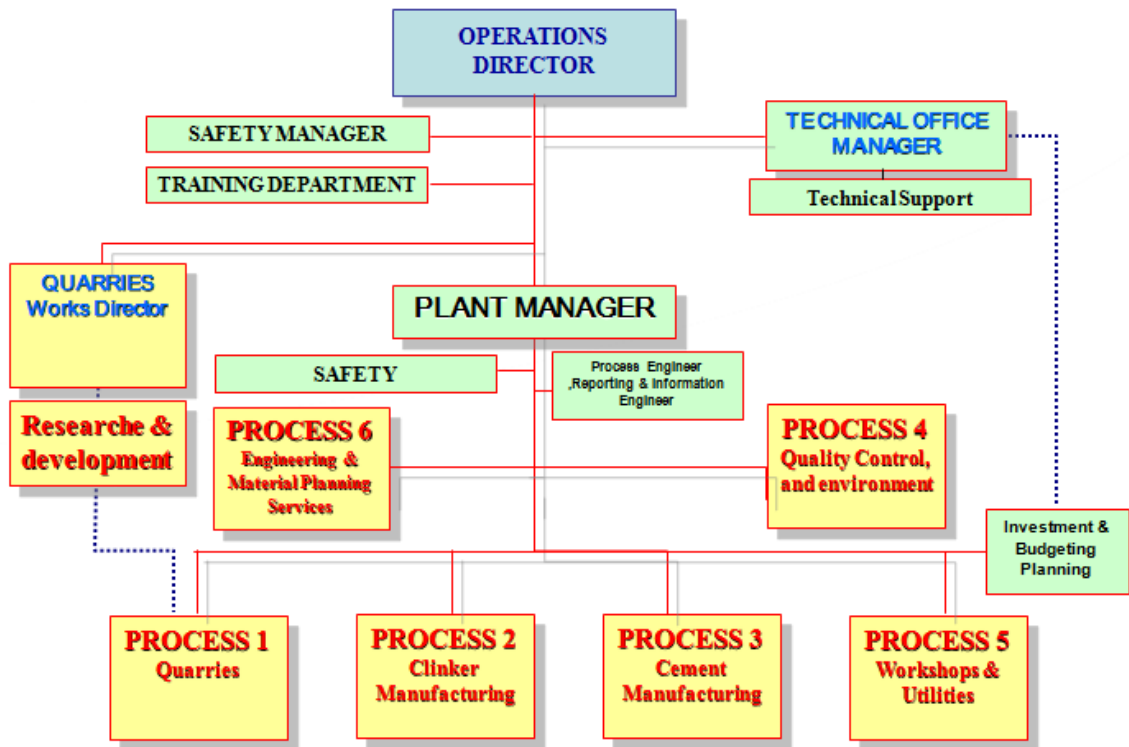 OPERATIONS
DIRECTOR
SAFETY MANAGER
TECHNICAL OFFICE
MANAGER
TRAINING DEPARTMENT
Technical Support
QUARRIES
Works Director
PLANT MANAGER
SAFETY
Process Engineer
,Reporting & Information
Engineer
Researche &
development
PROCESS 6
Engineering &
Material Planning
Services
PROCESS 4
Quality Control,
and environment
Investment &
Budgeting
Planning
PROCESS 1
Quarries
PROCESS 2
Clinker
Manufacturing
PROCESS 3
Cement
Manufacturing
PROCESS 5
Workshops &
Utilities